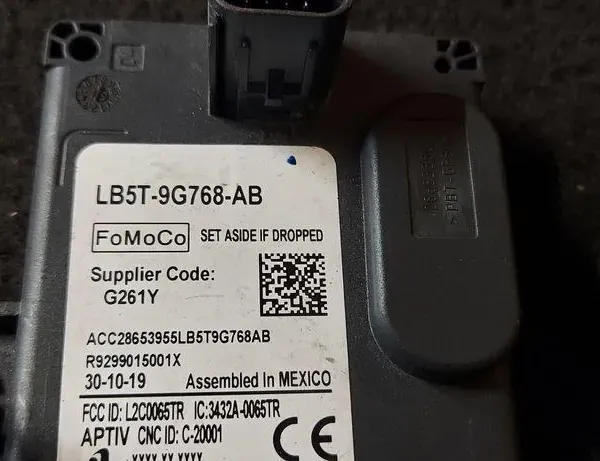 LB5T-9G768-AB
FoMoCo SET ASIDE IF DROPPED
Supplier Code:
G261Y
ACC28653955LB5T9G768AB
R9299015001X
30-10-19 Assembled In MEXICO
FCC ID: L2C0065TR IC:3432A-0065TR
APTIV CNC ID: C-20001
CE